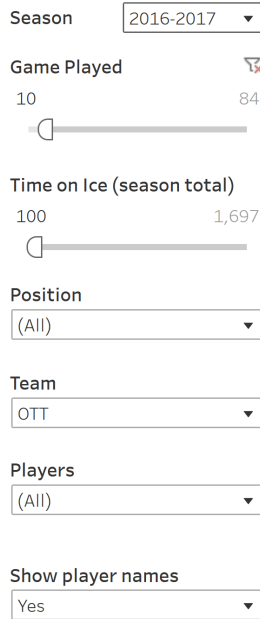 Season 2016-2017
Game Played
10 84
Time on Ice (season total)
100 1,697
Position
(All)
Team
OTT
Players
(All)
Show player names
Yes